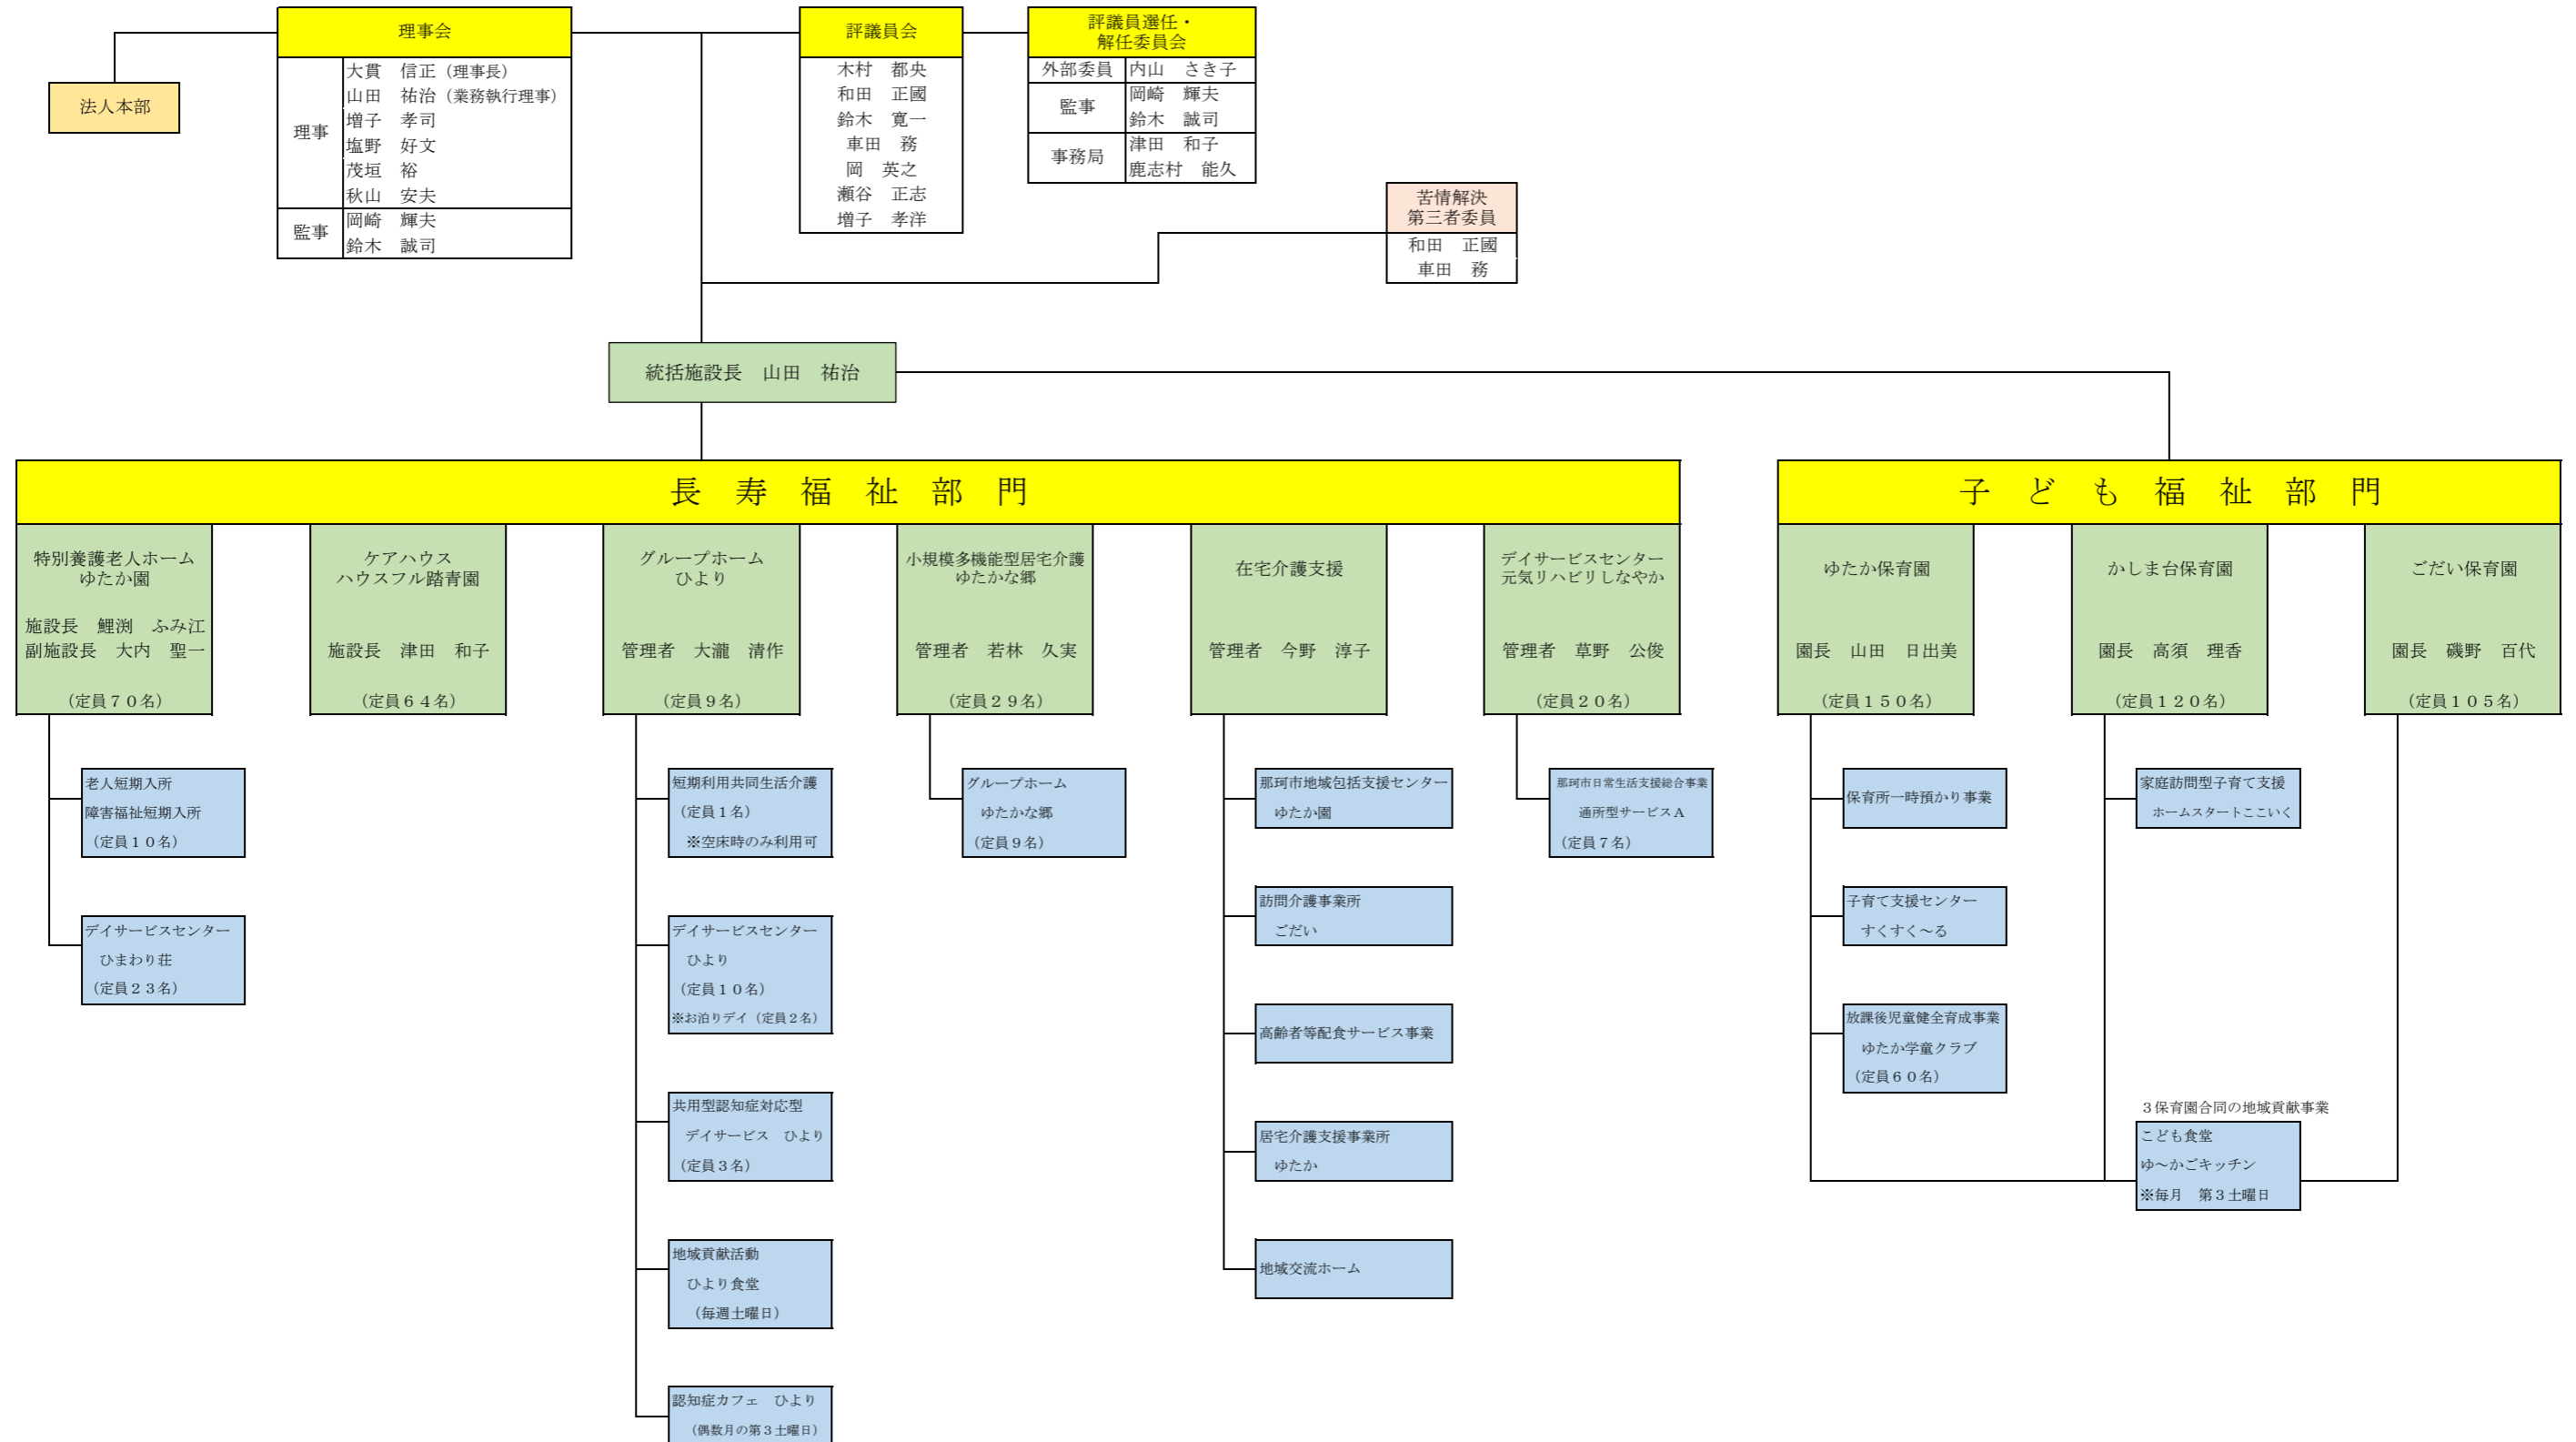 理事会
理事
大貫　信正（理事長）
山田　祐治（業務執行理事）
増子　孝司
塩野　好文
茂垣　裕
秋山　安夫
監事
岡崎　輝夫
鈴木　誠司
法人本部
評議員会
木村　都央
和田　正國
鈴木　寛一
車田　務
岡　英之
瀬谷　正志
増子　孝洋
評議員選任・
解任委員会
外部委員　内山　さき子
監事
岡崎　輝夫
鈴木　誠司
事務局
津田　和子
鹿志村　能久
苦情解決
第三者委員
和田　正國
車田　務
統括施設長　山田　祐治
長　寿　福　祉　部　門
特別養護老人ホーム
ゆたか園
施設長　鯉渕　ふみ江
副施設長　大内　聖一
（定員７０名）
老人短期入所
障害福祉短期入所
（定員１０名）
デイサービスセンター
ひまわり荘
（定員２３名）
ケアハウス
ハウスフル踏青園
施設長　津田　和子
（定員６４名）
グループホーム
ひより
管理者　大瀧　清作
（定員９名）
短期利用共同生活介護
（定員１名）
※空床時のみ利用可
デイサービスセンター
ひより
（定員１０名）
※お泊りデイ（定員２名）
共用型認知症対応型
デイサービス　ひより
（定員３名）
地域貢献活動
ひより食堂
（毎週土曜日）
認知症カフェ　ひより
（偶数月の第３土曜日）
小規模多機能型居宅介護
ゆたかな郷
管理者　若林　久実
（定員２９名）
グループホーム
ゆたかな郷
（定員９名）
在宅介護支援
管理者　今野　淳子
那珂市地域包括支援センター
ゆたか園
訪問介護事業所
ごだい
高齢者等配食サービス事業
居宅介護支援事業所
ゆたか
地域交流ホーム
デイサービスセンター
元気リハビリしなやか
管理者　草野　公俊
（定員２０名）
那珂市日常生活支援総合事業
通所型サービスＡ
（定員７名）
子　ど　も　福　祉　部　門
ゆたか保育園
園長　山田　日出美
（定員１５０名）
保育所一時預かり事業
子育て支援センター
すくすく～る
放課後児童健全育成事業
ゆたか学童クラブ
（定員６０名）
かしま台保育園
園長　高須　理香
（定員１２０名）
家庭訪問型子育て支援
ホームスタートここいく
ごだい保育園
園長　磯野　百代
（定員１０５名）
３保育園合同の地域貢献事業
こども食堂
ゆ～かごキッチン
※毎月　第３土曜日